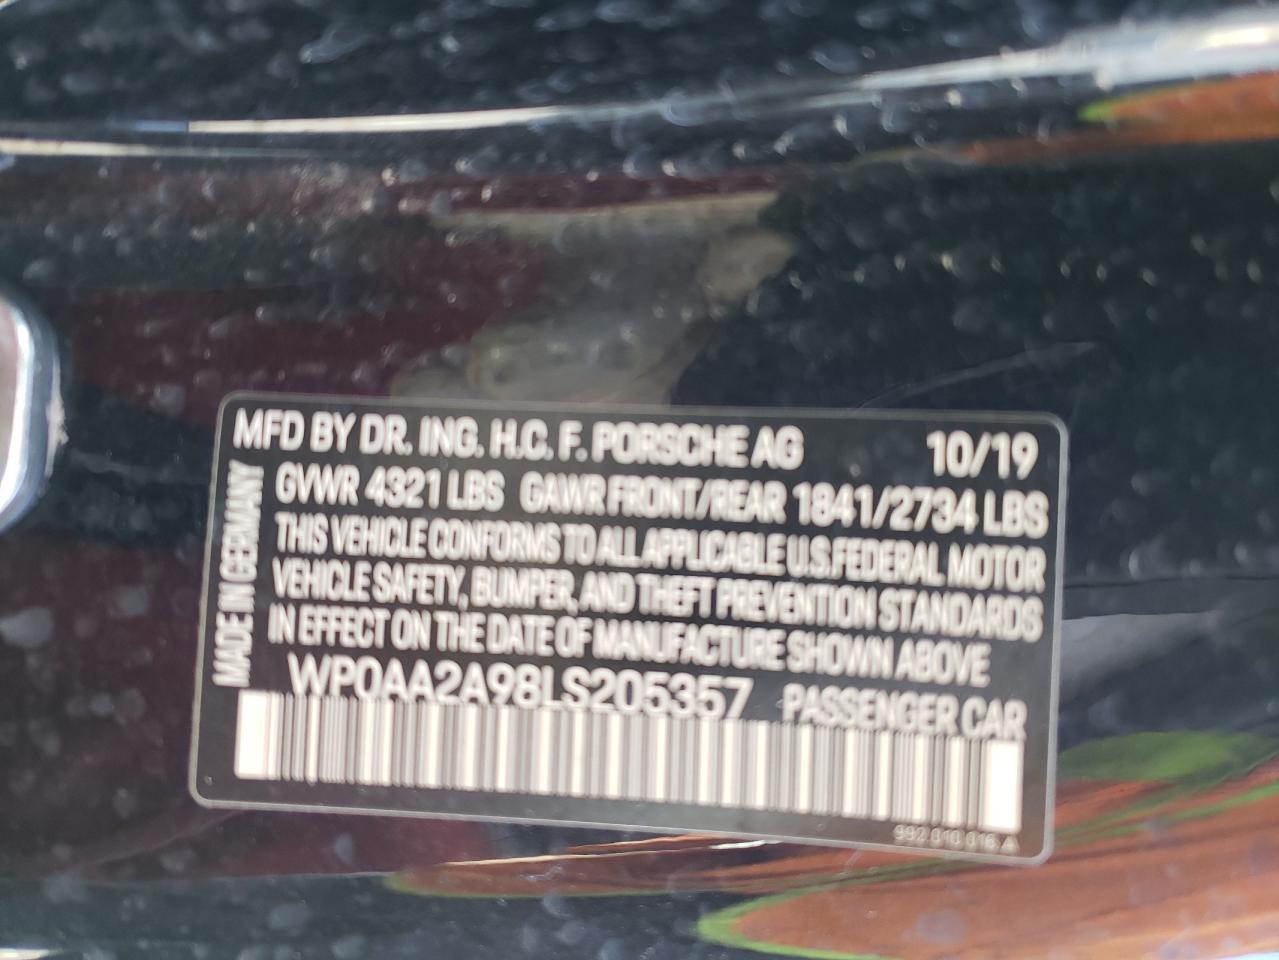 MFD BY DR. ING. H.C. F. PORSCHE AG 10/19
GVWR 4321 LBS GAWR FRONT/REAR 1841/2734 LBS
THIS VEHICLE CONFORMS TO ALL APPLICABLE U.S.FEDERAL MOTOR
VEHICLE SAFETY, BUMPER, AND THEFT PREVENTION STANDARDS
IN EFFECT ON THE DATE OF MANUFACTURE SHOWN ABOVE
WP0AA2A98LS205357 PASSENGER CAR
MADE IN GERMANY
992.010.016.A